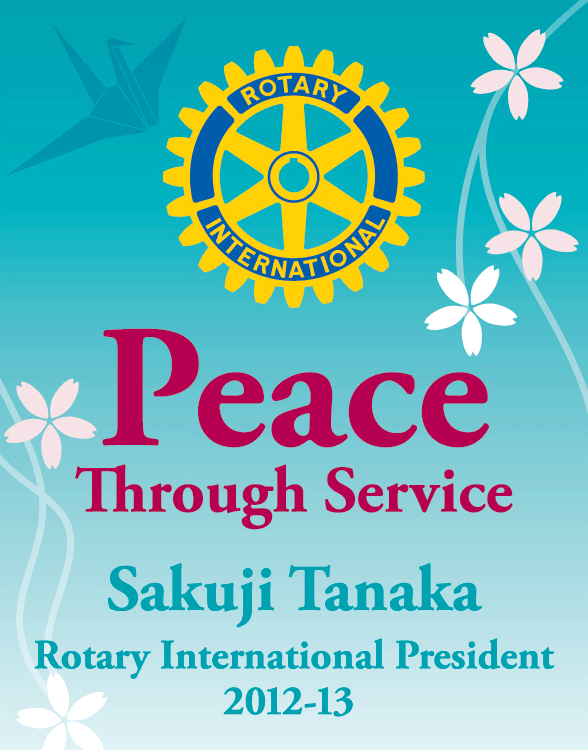 ROTARY
INTERNATIONAL
Peace
Through Service
Sakuji Tanaka
Rotary International President
2012-13